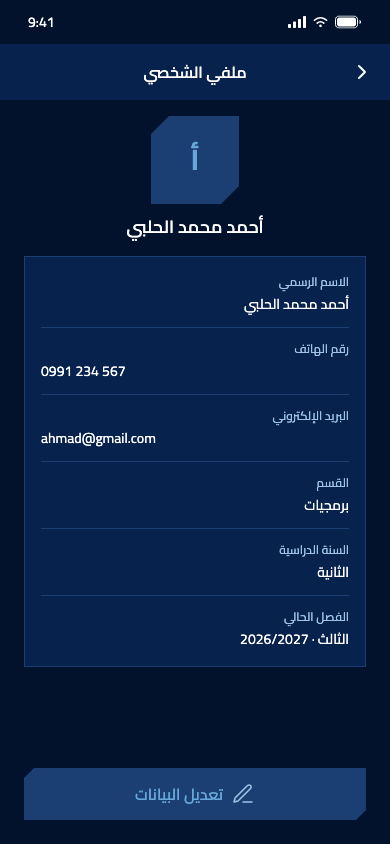 9:41
ملفي الشخصي
أ
أحمد محمد الحلبي
الاسم الرسمي
أحمد محمد الحلبي
رقم الهاتف
0991 234 567
البريد الإلكتروني
ahmad@gmail.com
القسم
برمجيات
السنة الدراسية
الثانية
الفصل الحالي
الثالث · 2026/2027
تعديل البيانات